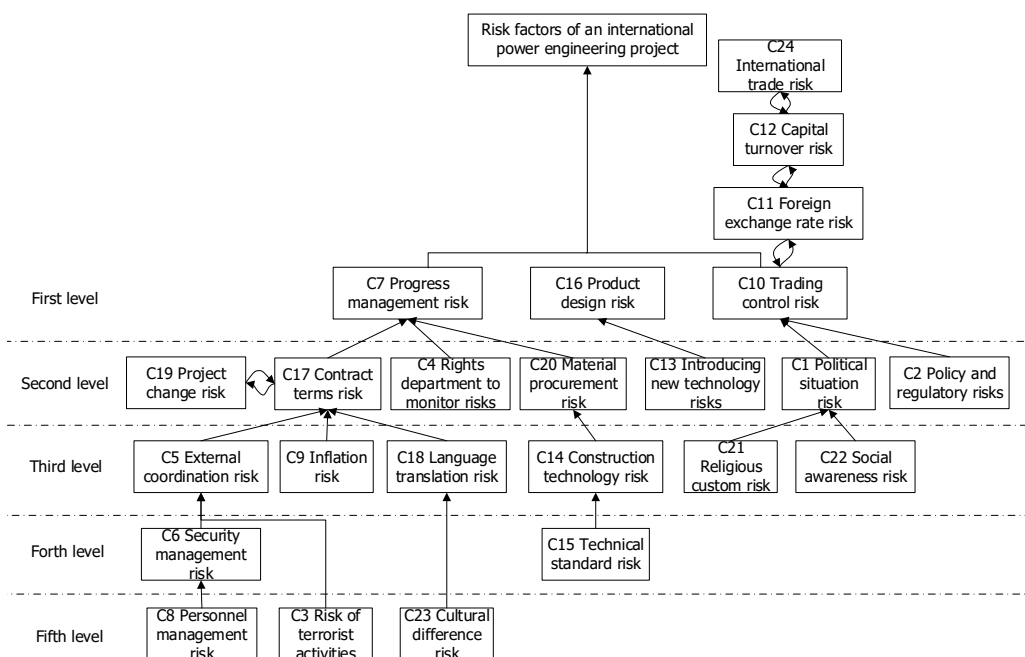 Risk factors of an international
power engineering project
C24
International
trade risk
C12 Capital
turnover risk
C11 Foreign
exchange rate risk
First level
C7 Progress
management risk
C16 Product
design risk
C10 Trading
control risk
Second level
C19 Project
change risk
C17 Contract
terms risk
C4 Rights
department to
monitor risks
C20 Material
procurement
risk
C13 Introducing
new technology
risks
C1 Political
situation
risk
C2 Policy and
regulatory risks
Third level
C5 External
coordination risk
C9 Inflation
risk
C18 Language
translation risk
C14 Construction
technology risk
C21
Religious
custom risk
C22 Social
awareness risk
Forth level
C6 Security
management
risk
C15 Technical
standard risk
Fifth level
C8 Personnel
management
risk
C3 Risk of
terrorist
activities
C23 Cultural
difference
risk